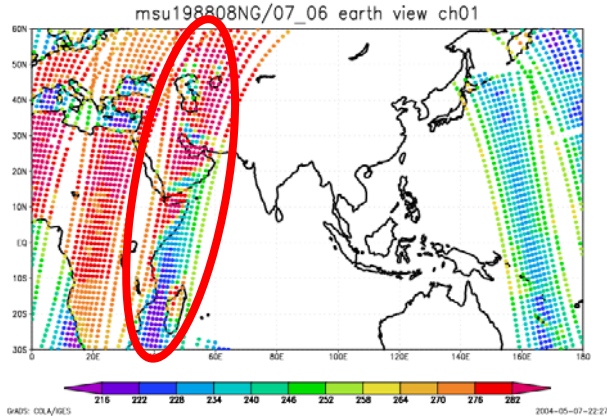 msu198808NG/07_06 earth view ch01
60N
50N
40N
30N
20N
10N
EQ
10S
20S
30S
0 20E 40E 60E 80E 100E 120E 140E 160E 180
216 222 228 234 240 246 252 258 264 270 276 282
GrADS: COLA/IGES 2004-05-07-22:27